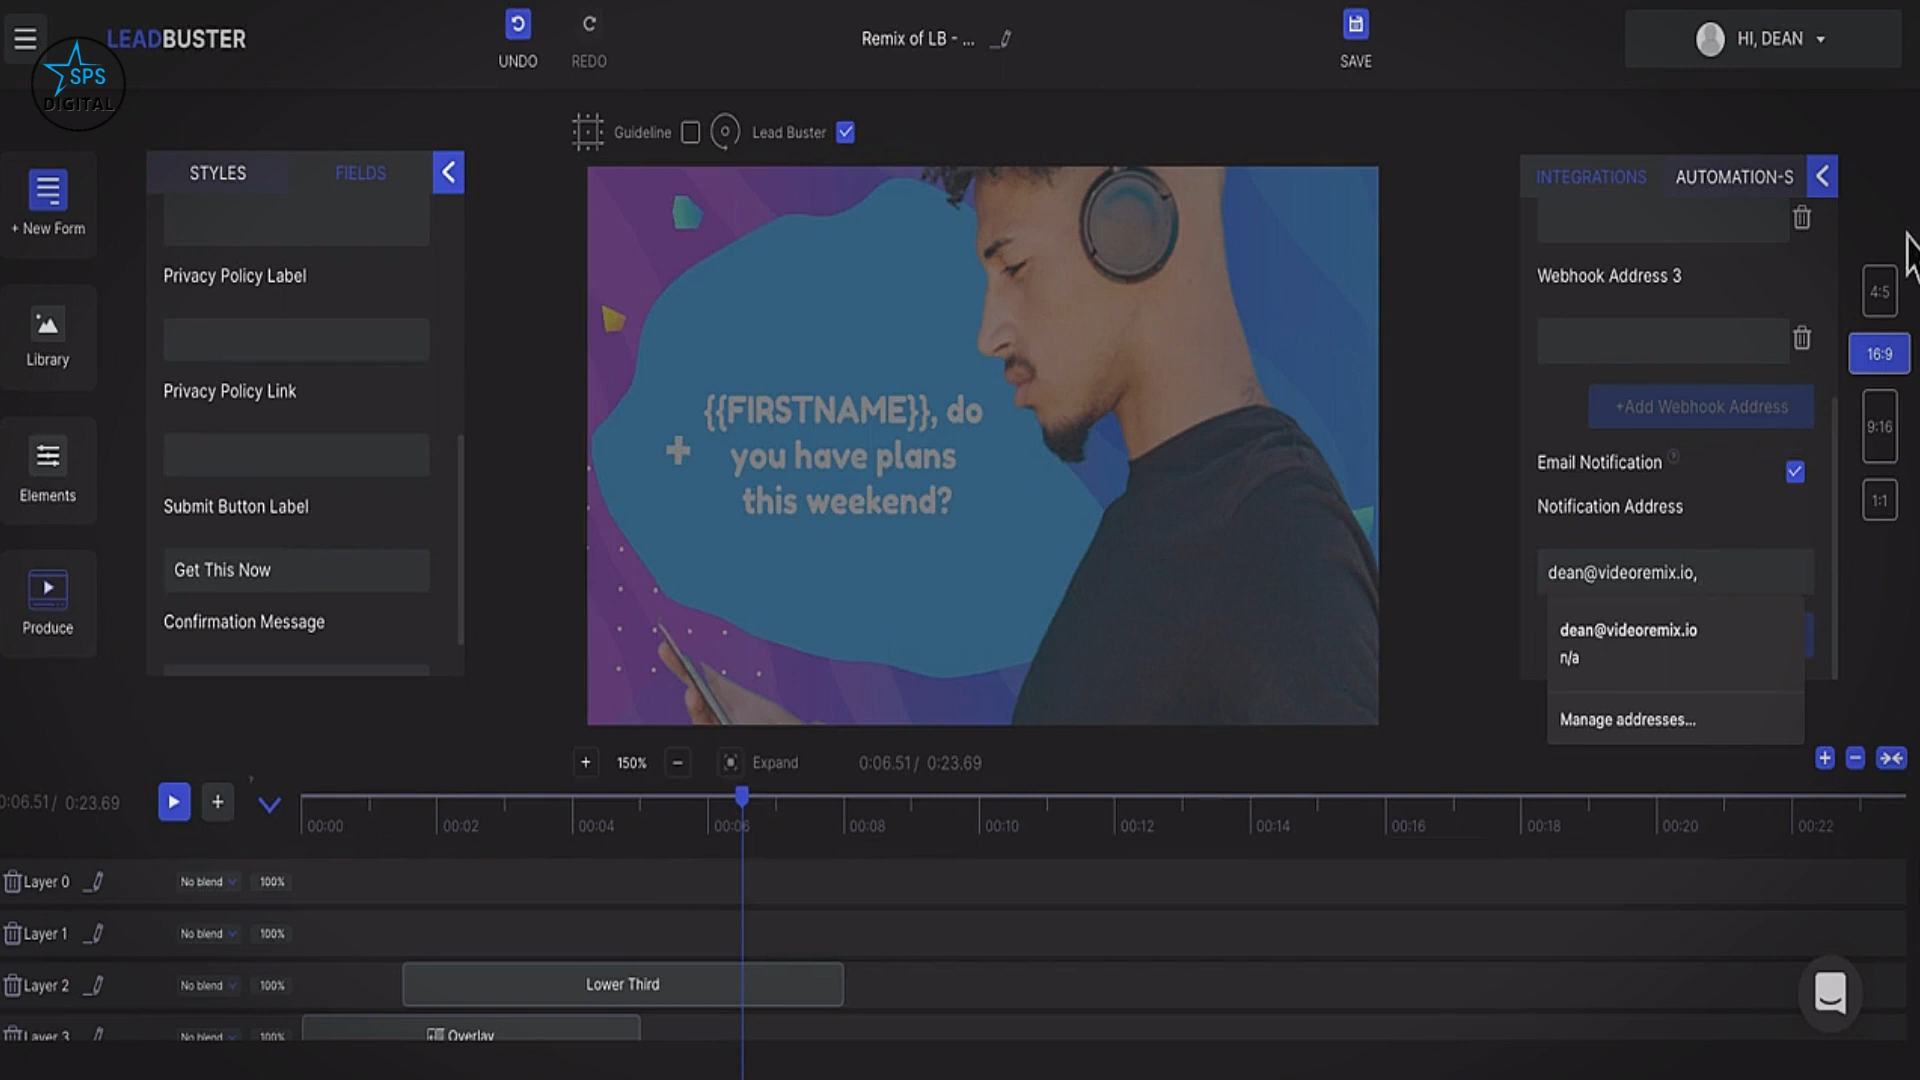 LEADBUSTER
SPS
DIGITAL
UNDO
REDO
Remix of LB - ...
SAVE
HI, DEAN
Guideline
Lead Buster
STYLES
FIELDS
INTEGRATIONS
AUTOMATION-S
+ New Form
Library
Elements
Produce
Privacy Policy Label
Privacy Policy Link
Submit Button Label
Get This Now
Confirmation Message
{{FIRSTNAME}}, do
you have plans
this weekend?
Webhook Address 3
+Add Webhook Address
Email Notification ?
Notification Address
dean@videoremix.io,
dean@videoremix.io
n/a
Manage addresses...
4:5
16:9
9:16
1:1
+ 150% −
Expand
0:06.51/ 0:23.69
0:06.51/ 0:23.69
00:00 00:02 00:04 00:06 00:08 00:10 00:12 00:14 00:16 00:18 00:20 00:22
Layer 0 No blend 100%
Layer 1 No blend 100%
Layer 2 No blend 100%
Lower Third
Layer 3 No blend 100%
Overlay